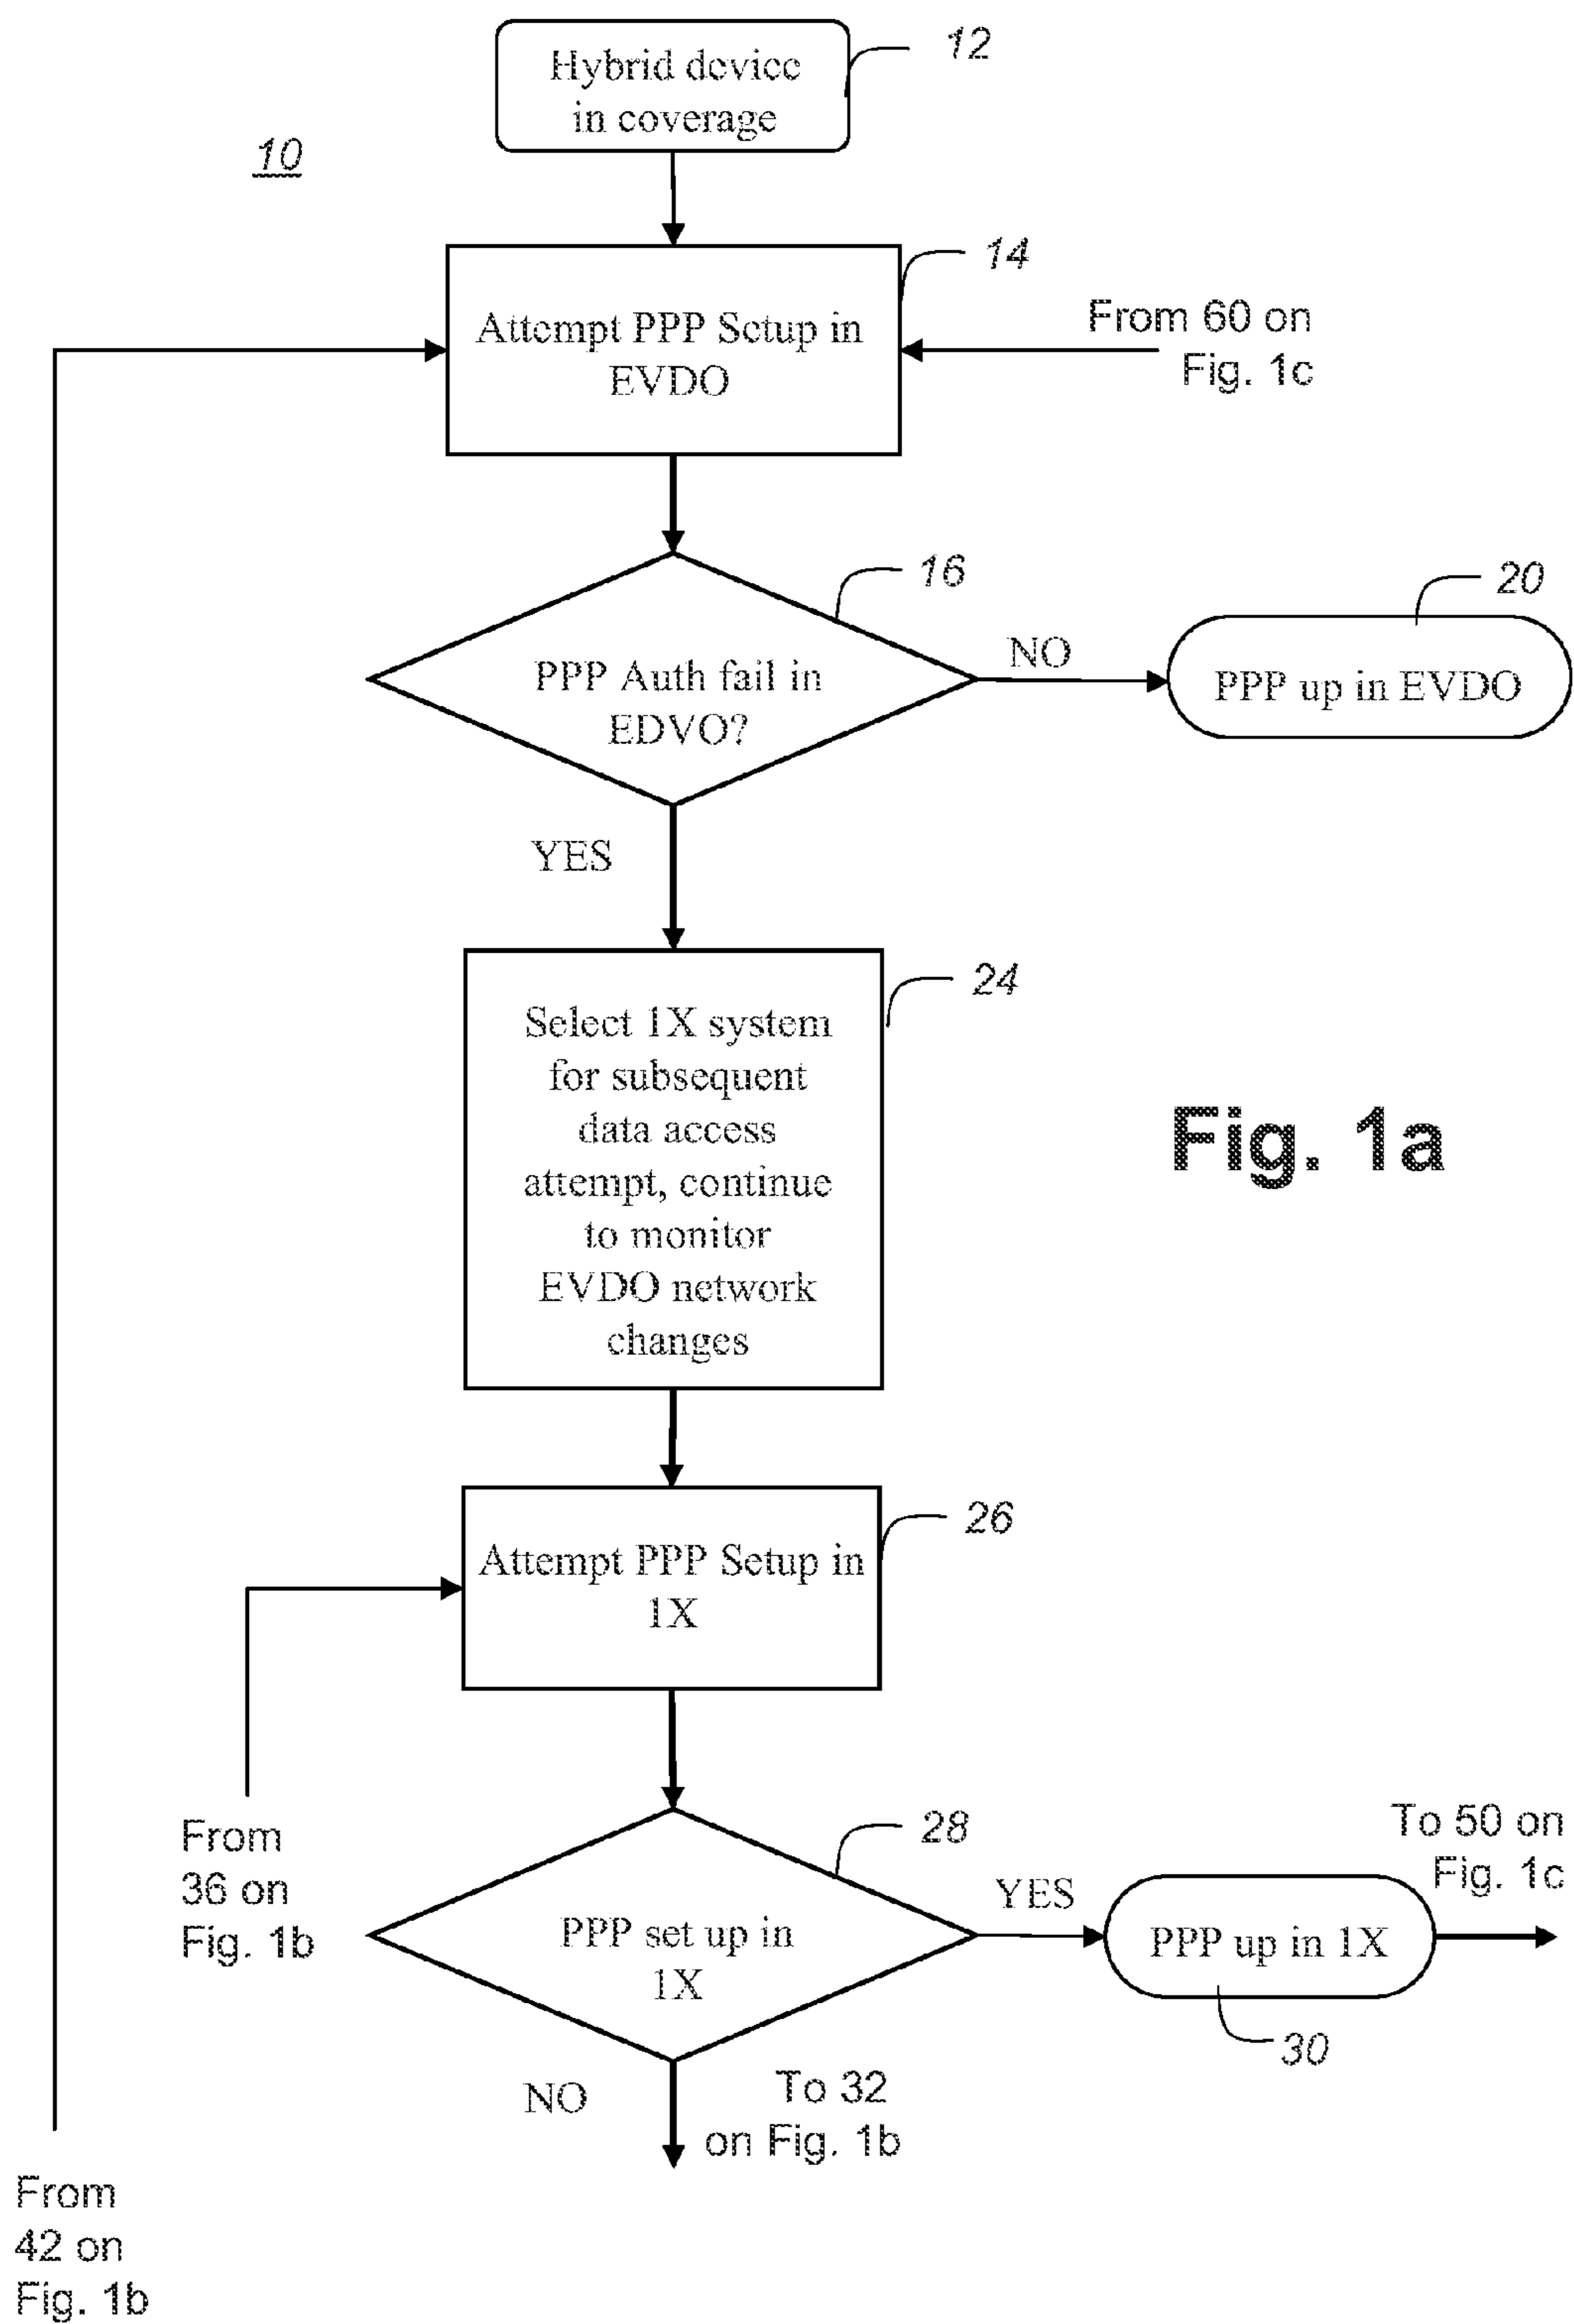 Hybrid device
in coverage
12
10
Attempt PPP Setup in
EVDO
14
From 60 on
Fig. 1c
PPP Auth fail in
EDVO?
16
NO
PPP up in EVDO
20
YES
Select 1X system
for subsequent
data access
attempt, continue
to monitor
EVDO network
changes
24
Fig. 1a
Attempt PPP Setup in
1X
26
From
36 on
Fig. 1b
PPP set up in
1X
28
YES
PPP up in 1X
30
To 50 on
Fig. 1c
NO
To 32
on Fig. 1b
From
42 on
Fig. 1b